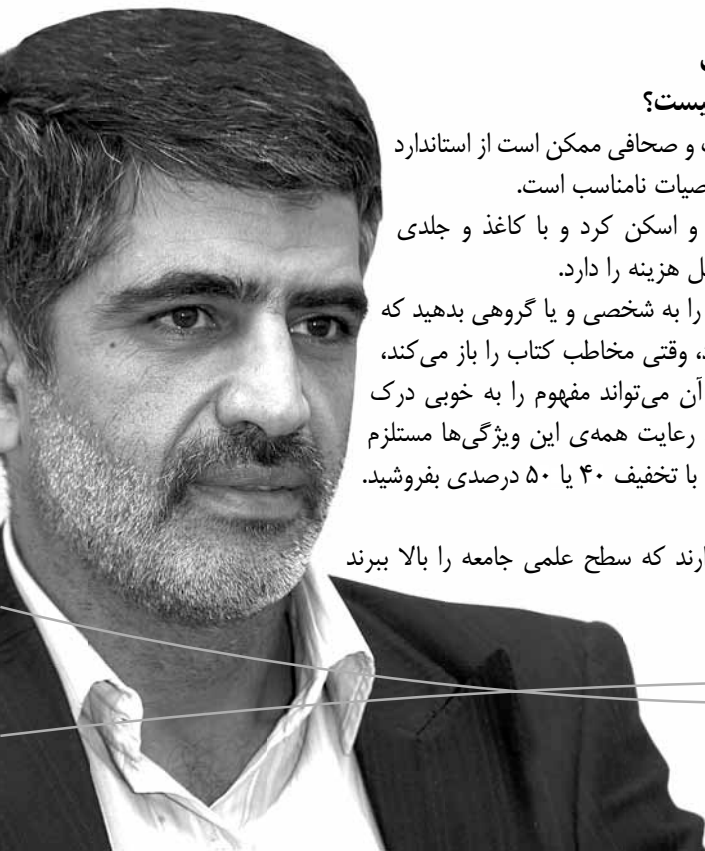 و صحافی ممکن است از استاندارد
نامناسب است.
و اسکن کرد و با کاغذ و جلدی
هزینه را دارد.
را به شخصی و یا گروهی بدهید که
وقتی مخاطب کتاب را باز می‌کند،
آن می‌تواند مفهوم را به خوبی درک
رعایت همه‌ی این ویژگی‌ها مستلزم
با تخفیف ۴۰ یا ۵۰ درصدی بفروشید.
که سطح علمی جامعه را بالا ببرند